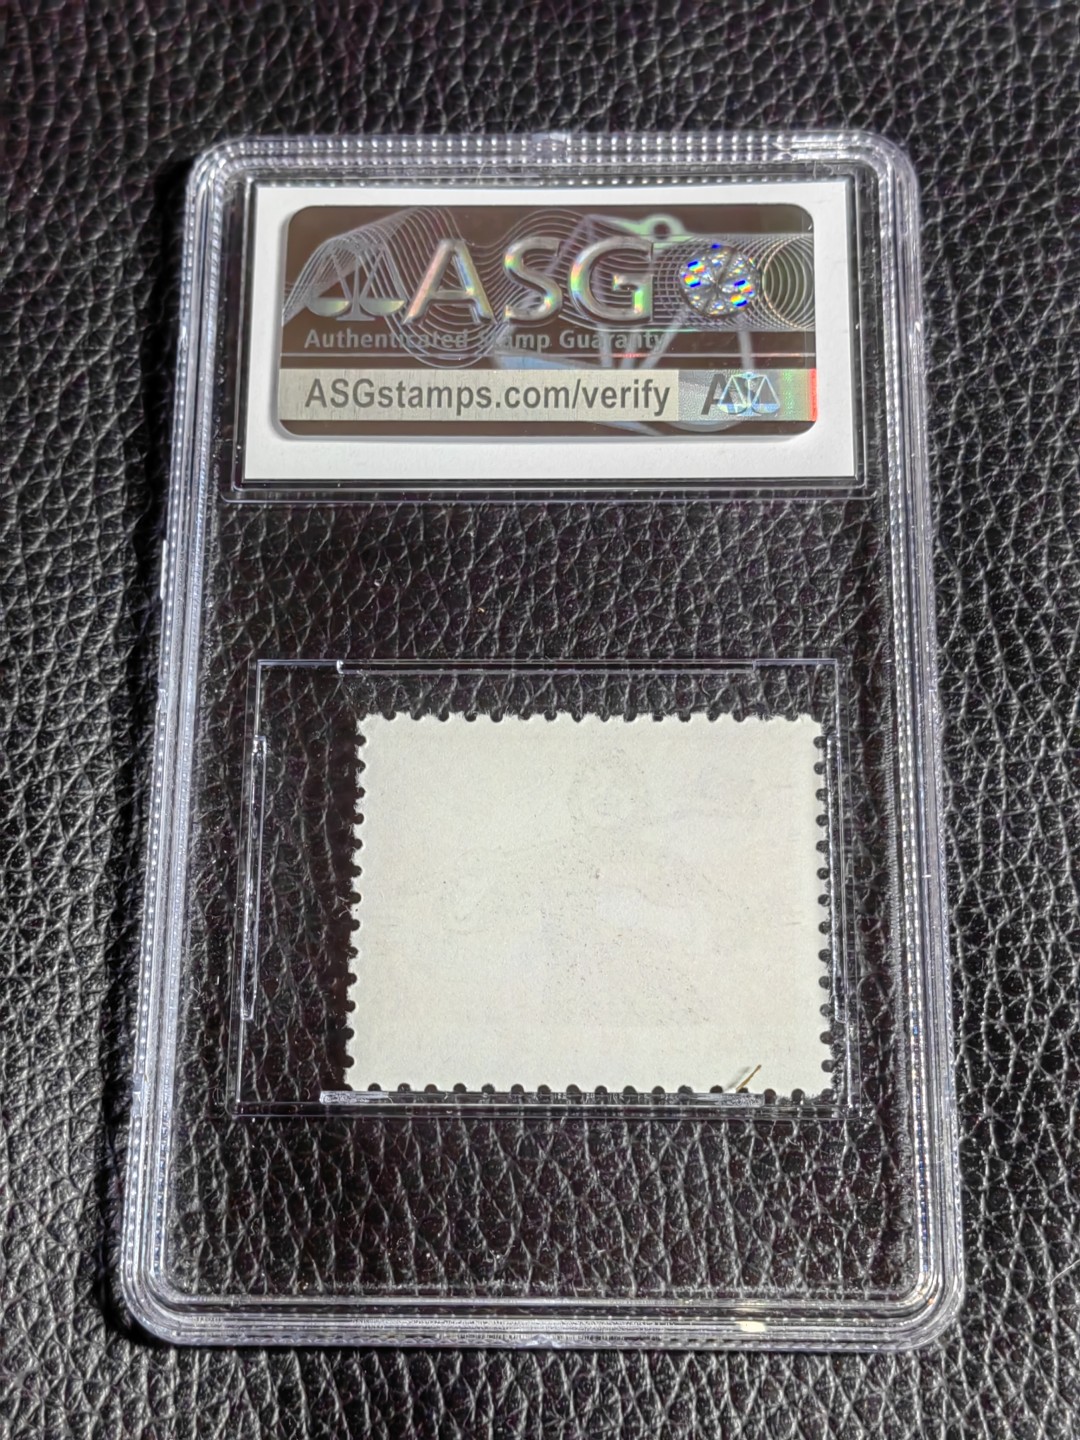 ASG
Authenticated Stamp Guaranty
ASGstamps.com/verify